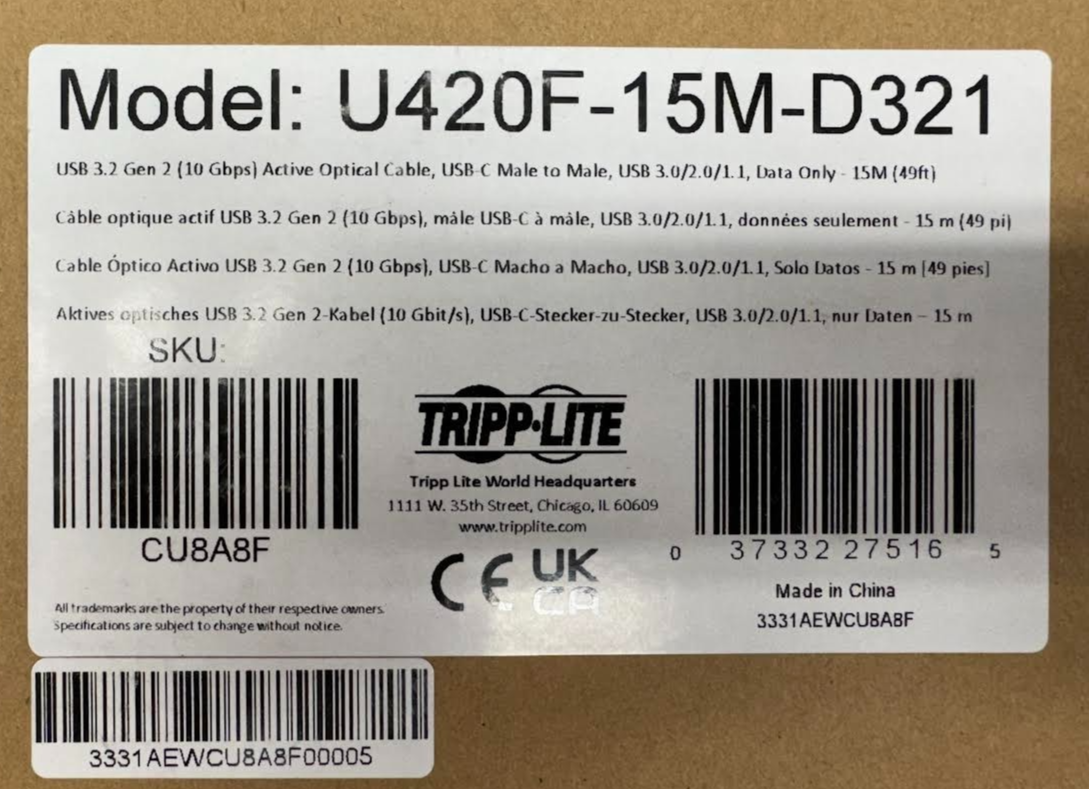 Model: U420F-15M-D321
USB 3.2 Gen 2 (10 Gbps) Active Optical Cable, USB-C Male to Male, USB 3.0/2.0/1.1, Data Only - 15M (49ft)
Câble optique actif USB 3.2 Gen 2 (10 Gbps), mâle USB-C à mâle, USB 3.0/2.0/1.1, données seulement - 15 m (49 pi)
Cable Óptico Activo USB 3.2 Gen 2 (10 Gbps), USB-C Macho a Macho, USB 3.0/2.0/1.1, Solo Datos - 15 m [49 pies]
Aktives optisches USB 3.2 Gen 2-Kabel (10 Gbit/s), USB-C-Stecker-zu-Stecker, USB 3.0/2.0/1.1, nur Daten – 15 m
SKU:
CU8A8F
All trademarks are the property of their respective owners.
Specifications are subject to change without notice.
TRIPP·LITE
Tripp Lite World Headquarters
1111 W. 35th Street, Chicago, IL 60609
www.tripplite.com
CE UK
CA
0 37332 27516 5
Made in China
3331AEWCU8A8F
3331AEWCU8A8F00005